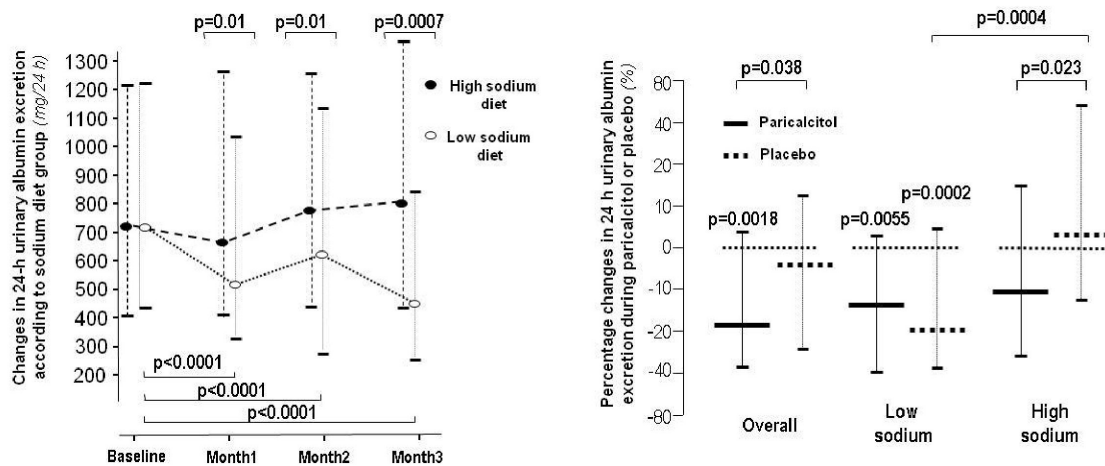 p=0.01 p=0.01 p=0.0007
Changes in 24-h urinary albumin excretion
according to sodium diet group (mg/24 h)
1300
1200
1100
1000
900
800
700
600
500
400
300
200
High sodium
diet
Low sodium
diet
p<0.0001
p<0.0001
p<0.0001
Baseline Month1 Month2 Month3
p=0.0004
p=0.038 p=0.023
Percentage changes in 24 h urinary albumin
excretion during paricalcitol or placebo (%)
80
40
20
10
0
-10
-20
-40
-80
Paricalcitol
Placebo
p=0.0018 p=0.0055 p=0.0002
Overall
Low
sodium
High
sodium